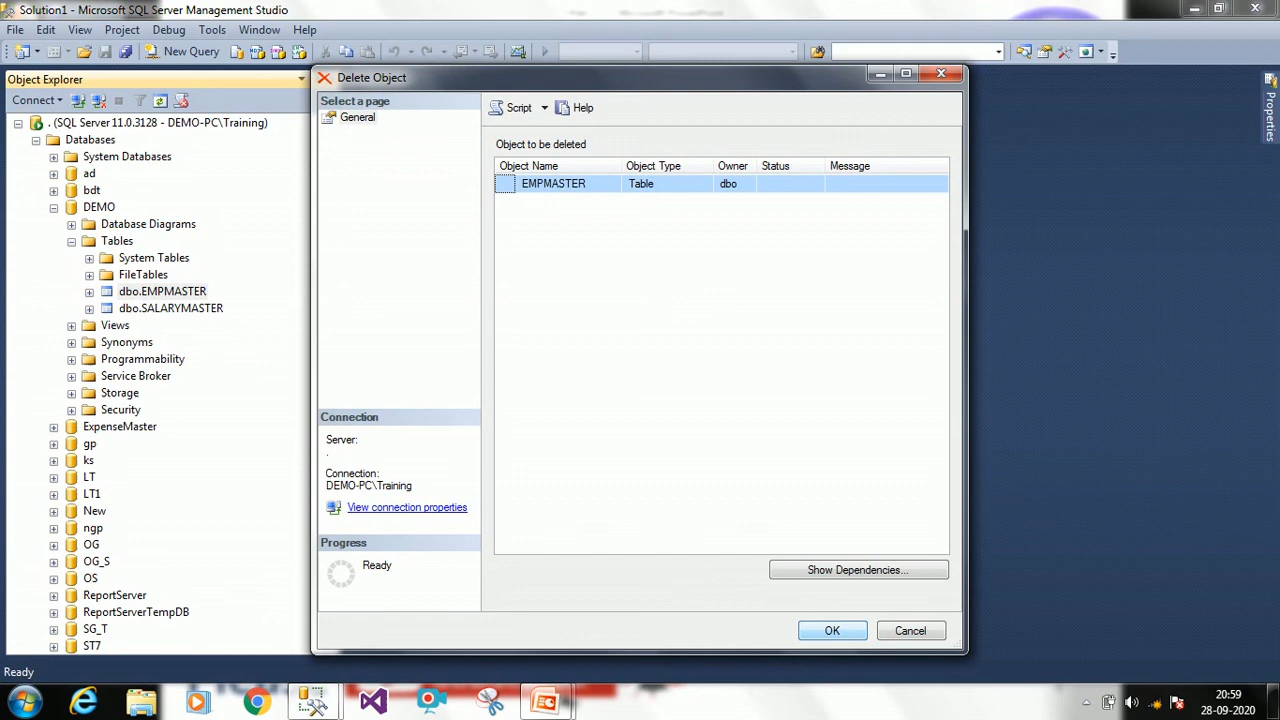 Solution1 - Microsoft SQL Server Management Studio
File Edit View Project Debug Tools Window Help
New Query
Object Explorer
Connect
. (SQL Server 11.0.3128 - DEMO-PC\Training)
Databases
System Databases
ad
bdt
DEMO
Database Diagrams
Tables
System Tables
FileTables
dbo.EMPMASTER
dbo.SALARYMASTER
Views
Synonyms
Programmability
Service Broker
Storage
Security
ExpenseMaster
gp
ks
LT
LT1
New
ngp
OG
OG_S
OS
ReportServer
ReportServerTempDB
SG_T
ST7
Delete Object
Select a page
General
Script Help
Object to be deleted
Object Name Object Type Owner Status Message
EMPMASTER Table dbo
Connection
Server:
.
Connection:
DEMO-PC\Training
View connection properties
Progress
Ready
Show Dependencies...
OK Cancel
Properties
Ready
20:59
28-09-2020